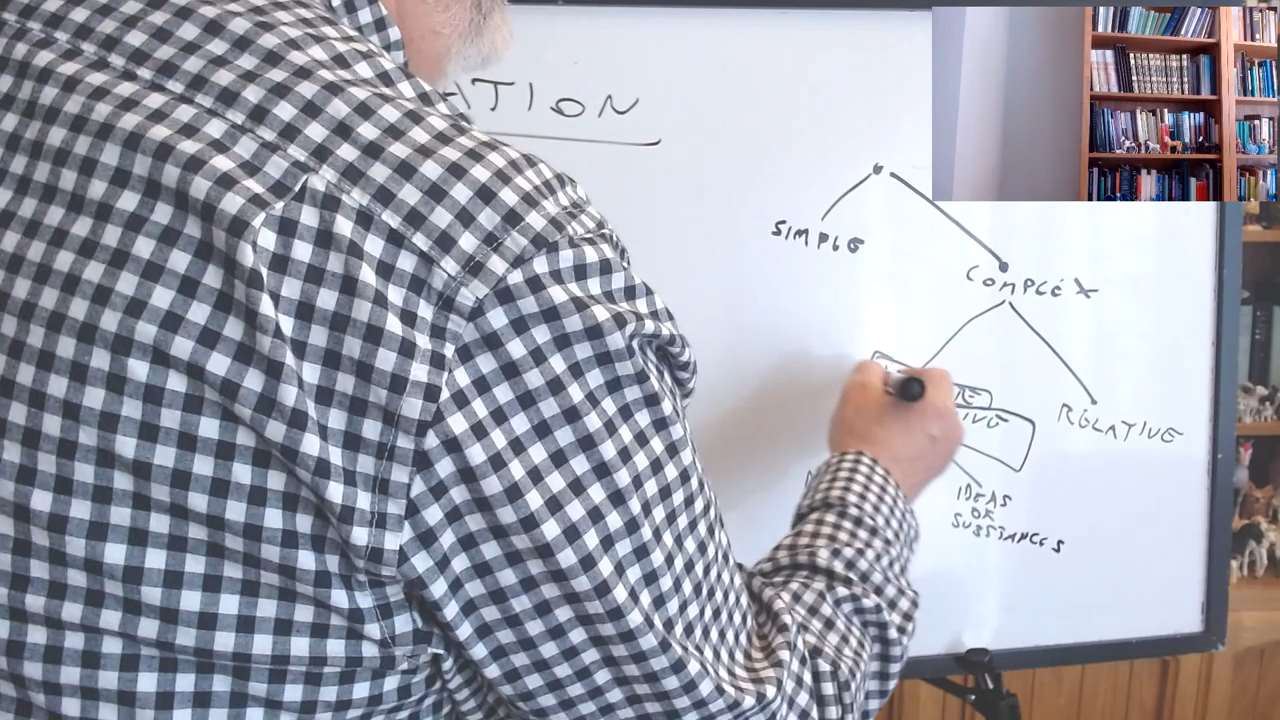 ATION
SIMPLE
COMPLEX
RELATIVE
IDEAS
OF
SUBSTANCES